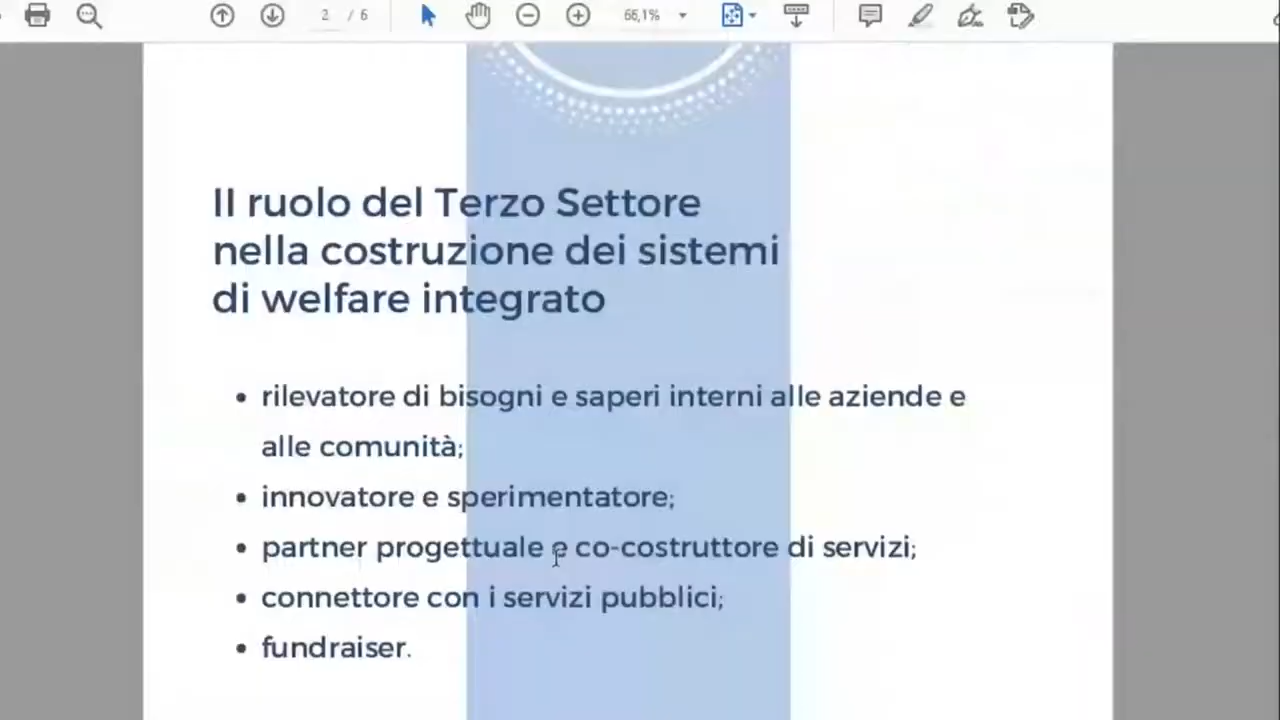 2 / 6
66,1%
Il ruolo del Terzo Settore
nella costruzione dei sistemi
di welfare integrato
• rilevatore di bisogni e saperi interni alle aziende e
alle comunità;
• innovatore e sperimentatore;
• partner progettuale e co-costruttore di servizi;
• connettore con i servizi pubblici;
• fundraiser.